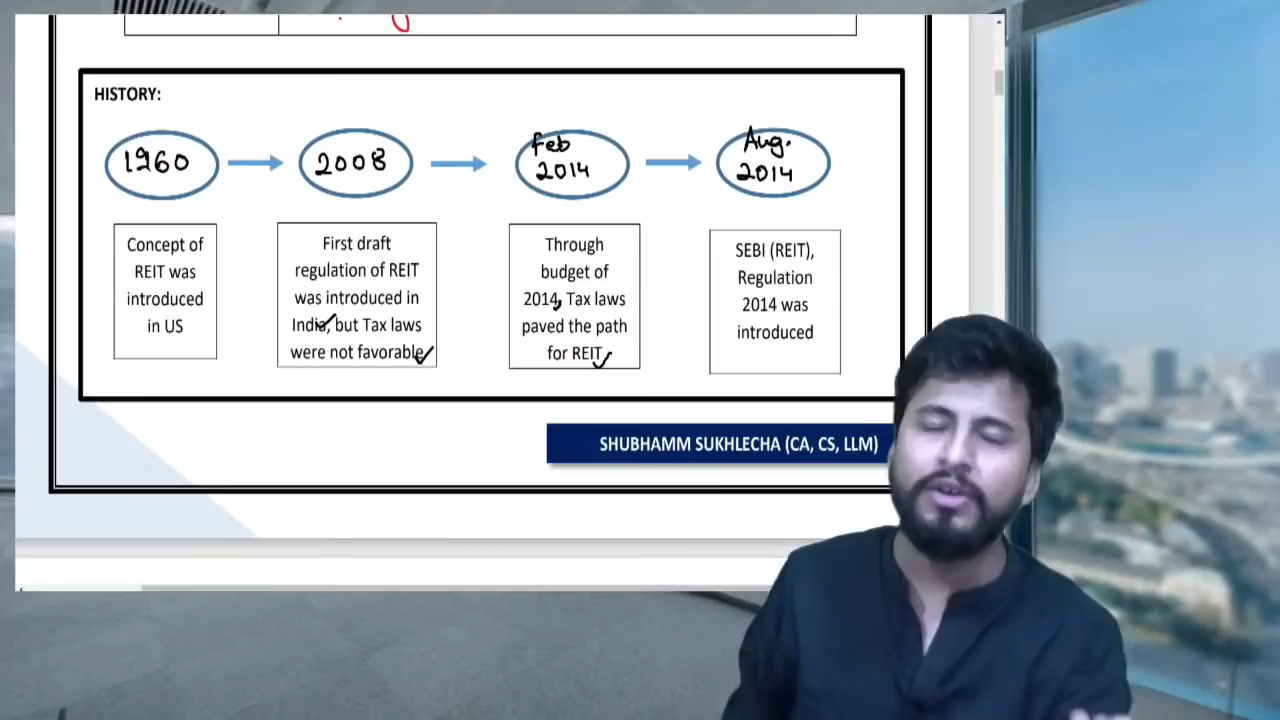 HISTORY:
1960
2008
Feb
2014
Aug.
2014
Concept of
REIT was
introduced
in US
First draft
regulation of REIT
was introduced in
India, but Tax laws
were not favorable
Through
budget of
2014, Tax laws
paved the path
for REIT
SEBI (REIT),
Regulation
2014 was
introduced
SHUBHAMM SUKHLECHA (CA, CS, LLM)